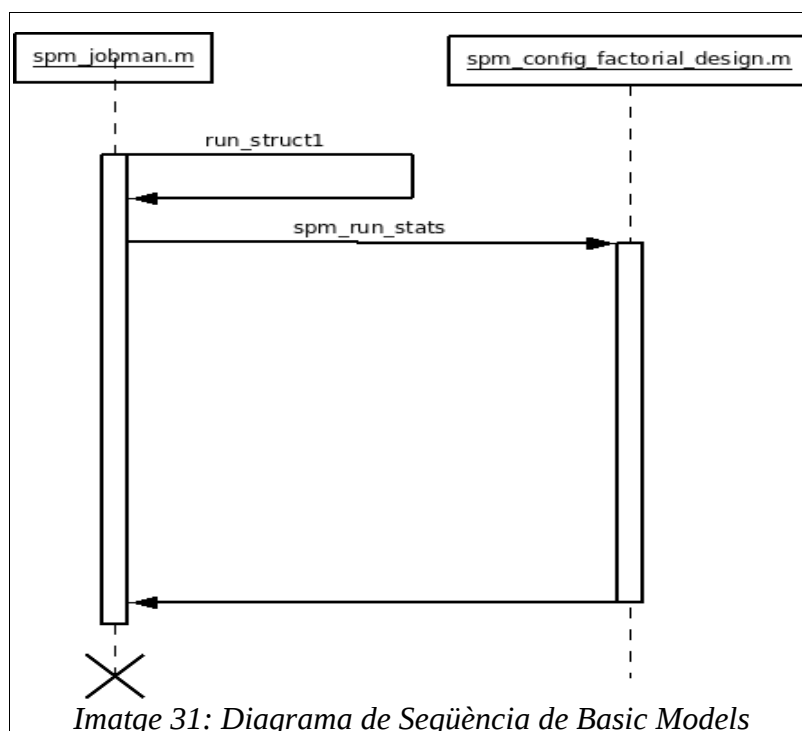 spm_jobman.m
spm_config_factorial_design.m
run_struct1
spm_run_stats
Imatge 31: Diagrama de Seqüència de Basic Models